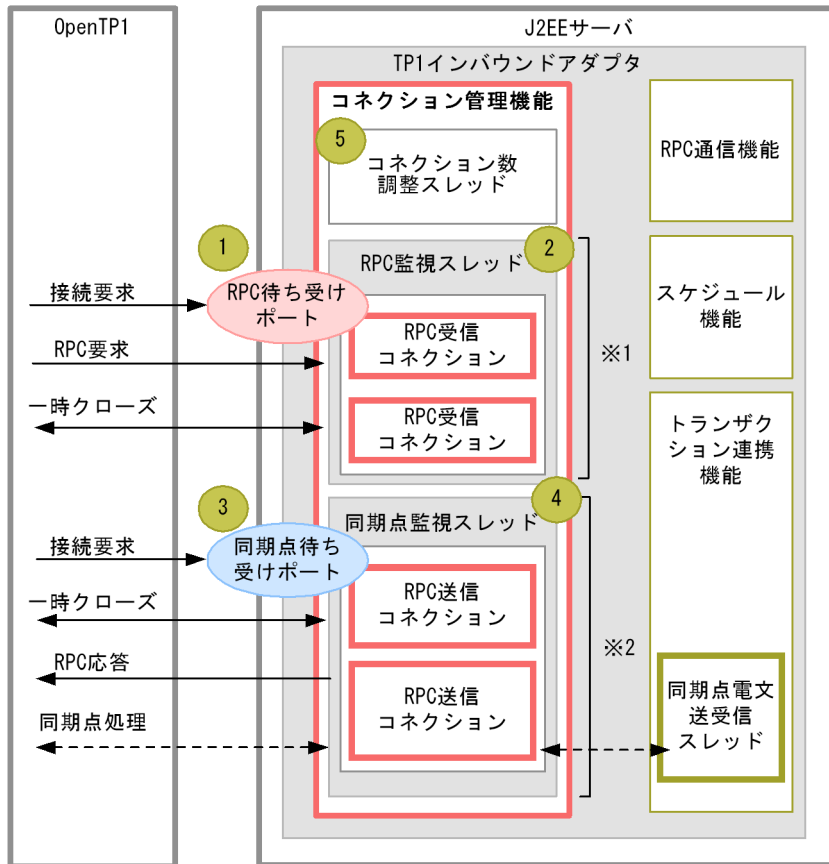 OpenTP1
J2EEサーバ
TP1インバウンドアダプタ
コネクション管理機能
5
コネクション数
調整スレッド
RPC通信機能
1
2
RPC監視スレッド
接続要求
RPC待ち受け
ポート
スケジュール
機能
RPC受信
コネクション
RPC要求
※1
一時クローズ
RPC受信
コネクション
トランザク
ション連携
機能
3
4
同期点監視スレッド
接続要求
同期点待ち
受けポート
一時クローズ
RPC送信
コネクション
※2
RPC応答
RPC送信
コネクション
同期点処理
同期点電文
送受信
スレッド